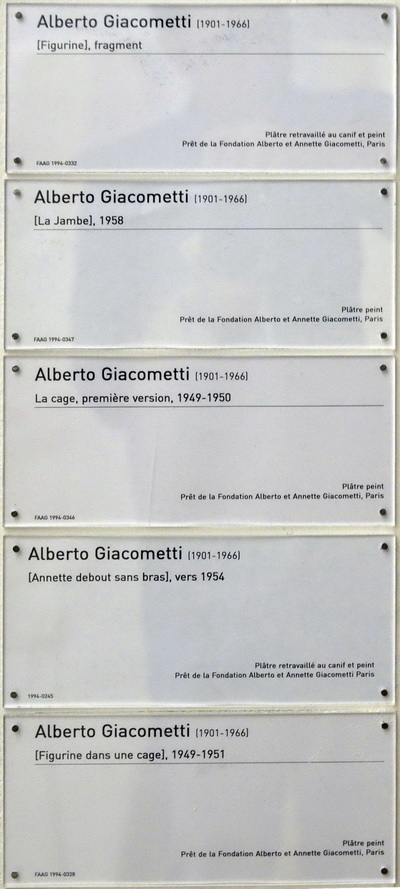 Alberto Giacometti (1901-1966)
[Figurine], fragment
Plâtre retravaillé au canif et peint
Prêt de la Fondation Alberto et Annette Giacometti, Paris
FAAG 1994-0332
Alberto Giacometti (1901-1966)
[La Jambe], 1958
Plâtre peint
Prêt de la Fondation Alberto et Annette Giacometti, Paris
FAAG 1994-0347
Alberto Giacometti (1901-1966)
La cage, première version, 1949-1950
Plâtre peint
Prêt de la Fondation Alberto et Annette Giacometti, Paris
FAAG 1994-0346
Alberto Giacometti (1901-1966)
[Annette debout sans bras], vers 1954
Plâtre retravaillé au canif et peint
Prêt de la Fondation Alberto et Annette Giacometti Paris
1994-0245
Alberto Giacometti (1901-1966)
[Figurine dans une cage], 1949-1951
Plâtre peint
Prêt de la Fondation Alberto et Annette Giacometti, Paris
FAAG 1994-0328